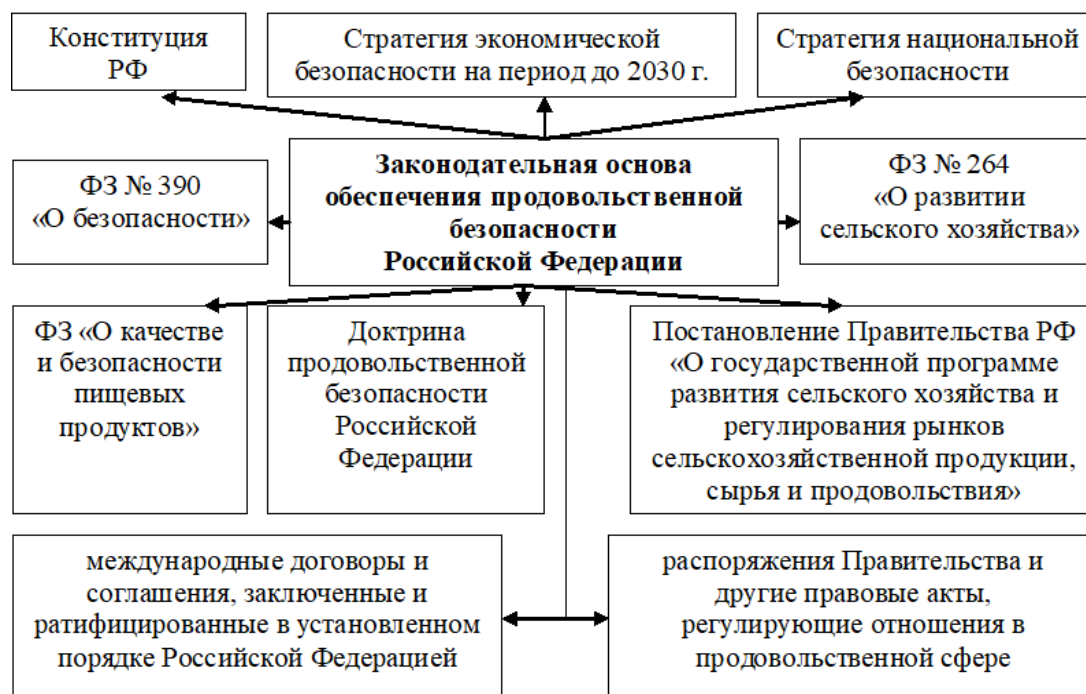 Конституция
РФ
Стратегия экономической
безопасности на период до 2030 г.
Стратегия национальной
безопасности
ФЗ № 390
«О безопасности»
Законодательная основа
обеспечения продовольственной
безопасности
Российской Федерации
ФЗ № 264
«О развитии
сельского хозяйства»
ФЗ «О качестве
и безопасности
пищевых
продуктов»
Доктрина
продовольственной
безопасности
Российской
Федерации
Постановление Правительства РФ
«О государственной программе
развития сельского хозяйства и
регулирования рынков
сельскохозяйственной продукции,
сырья и продовольствия»
международные договоры и
соглашения, заключенные и
ратифицированные в установленном
порядке Российской Федерацией
распоряжения Правительства и
другие правовые акты,
регулирующие отношения в
продовольственной сфере